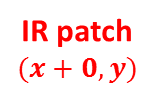 IR patch
(x + 0, y)